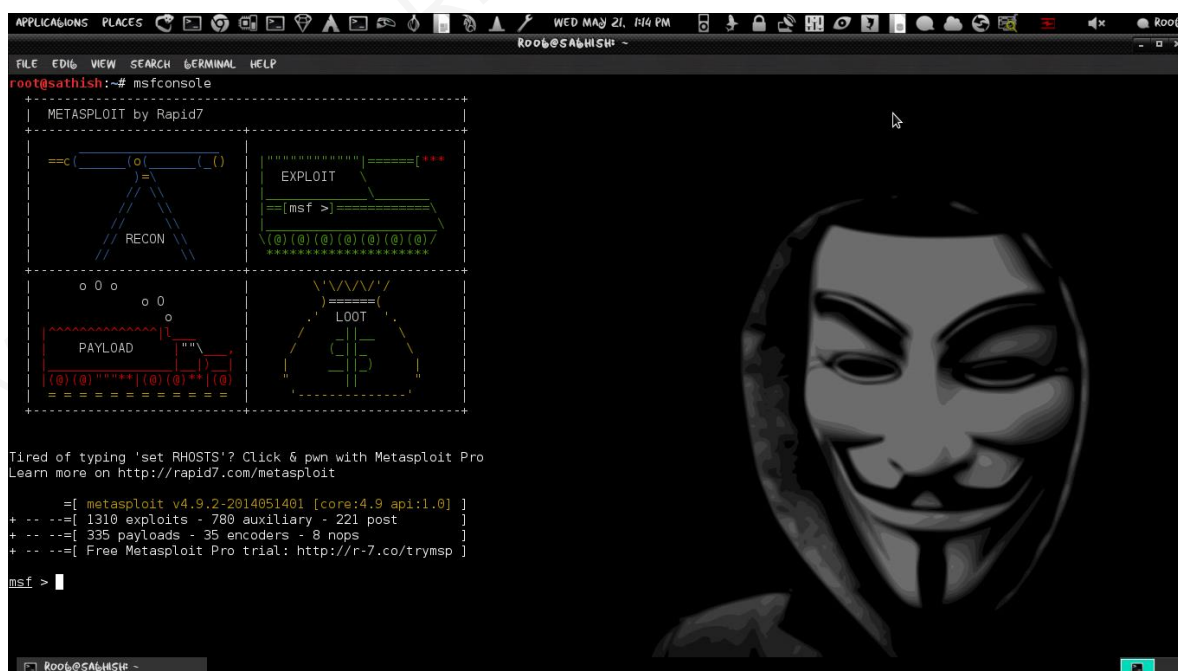 APPLICATIONS PLACES WED MAY 21, 1:14 PM ROOT
ROOT@SATHISH: ~
FILE EDIT VIEW SEARCH TERMINAL HELP
root@sathish:~# msfconsole
METASPLOIT by Rapid7
EXPLOIT
==[msf >]============\
RECON
\(@)(@)(@)(@)(@)(@)(@)/
*********************
o O o
o O
o
LOOT
PAYLOAD
|(@)(@)"""**|(@)(@)**|(@)
= = = = = = = = = = = =
Tired of typing 'set RHOSTS'? Click & pwn with Metasploit Pro
Learn more on http://rapid7.com/metasploit
=[ metasploit v4.9.2-2014051401 [core:4.9 api:1.0] ]
+ -- --=[ 1310 exploits - 780 auxiliary - 221 post ]
+ -- --=[ 335 payloads - 35 encoders - 8 nops ]
+ -- --=[ Free Metasploit Pro trial: http://r-7.co/trymsp ]
msf >
ROOT@SATHISH: ~